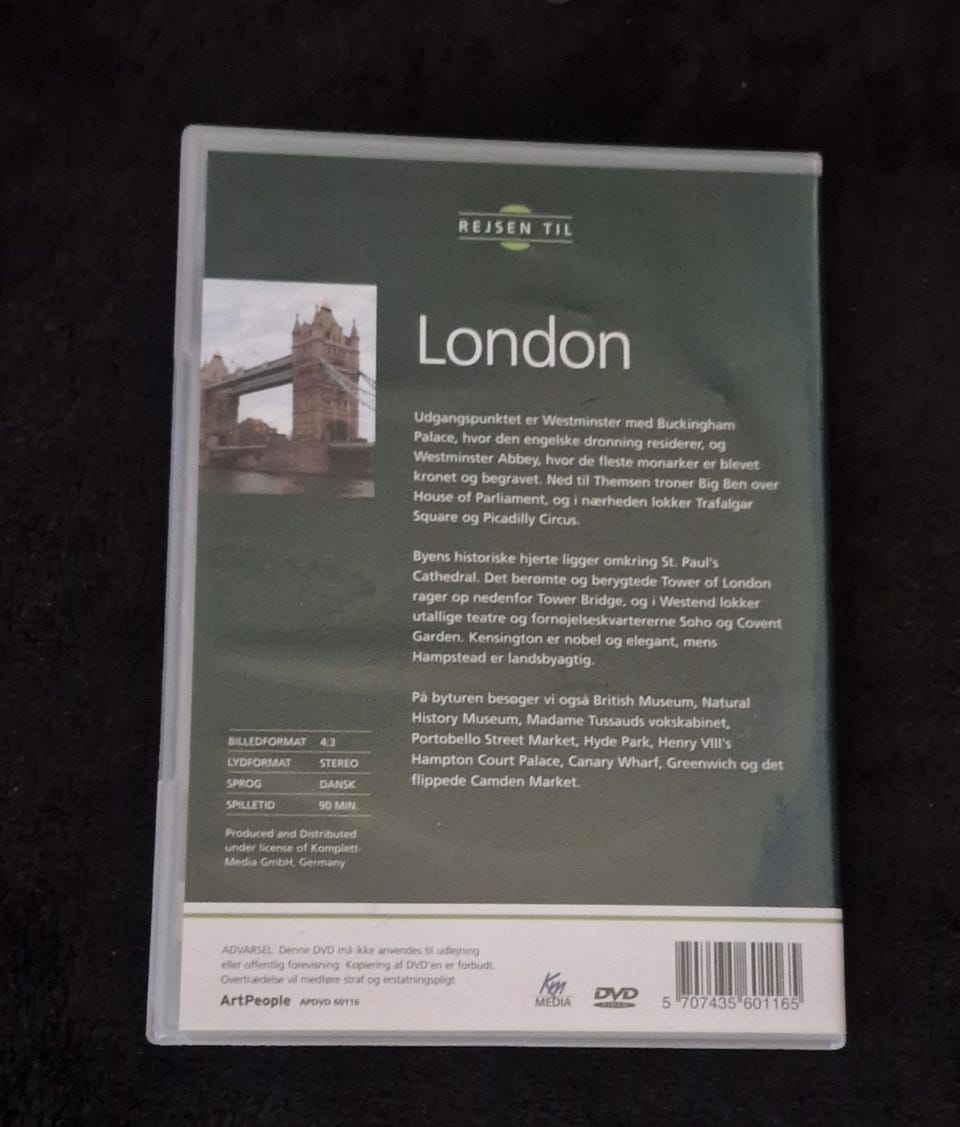 REJSEN TIL
London
Udgangspunktet er Westminster med Buckingham
Palace, hvor den engelske dronning residerer, og
Westminster Abbey, hvor de fleste monarker er blevet
kronet og begravet. Ned til Themsen troner Big Ben over
House of Parliament, og i nærheden lokker Trafalgar
Square og Picadilly Circus.
Byens historiske hjerte ligger omkring St. Paul's
Cathedral. Det berømte og berygtede Tower of London
rager op nedenfor Tower Bridge, og i Westend lokker
utallige teatre og fornøjelseskvartererne Soho og Covent
Garden. Kensington er nobel og elegant, mens
Hampstead er landsbyagtig.
På byturen besøger vi også British Museum, Natural
History Museum, Madame Tussauds vokskabinet,
Portobello Street Market, Hyde Park, Henry VIII's
Hampton Court Palace, Canary Wharf, Greenwich og det
flippede Camden Market.
BILLEDFORMAT 4:3
LYDFORMAT STEREO
SPROG DANSK
SPILLETID 90 MIN.
Produced and Distributed
under license of Komplett-
Media GmbH, Germany
ADVARSEL: Denne DVD må ikke anvendes til udlejning
eller offentlig forevisning. Kopiering af DVD'en er forbudt.
Overtrædelse vil medføre straf og erstatningspligt.
ArtPeople APDVD 60116
Km
MEDIA
DVD
VIDEO
5 707435 601165